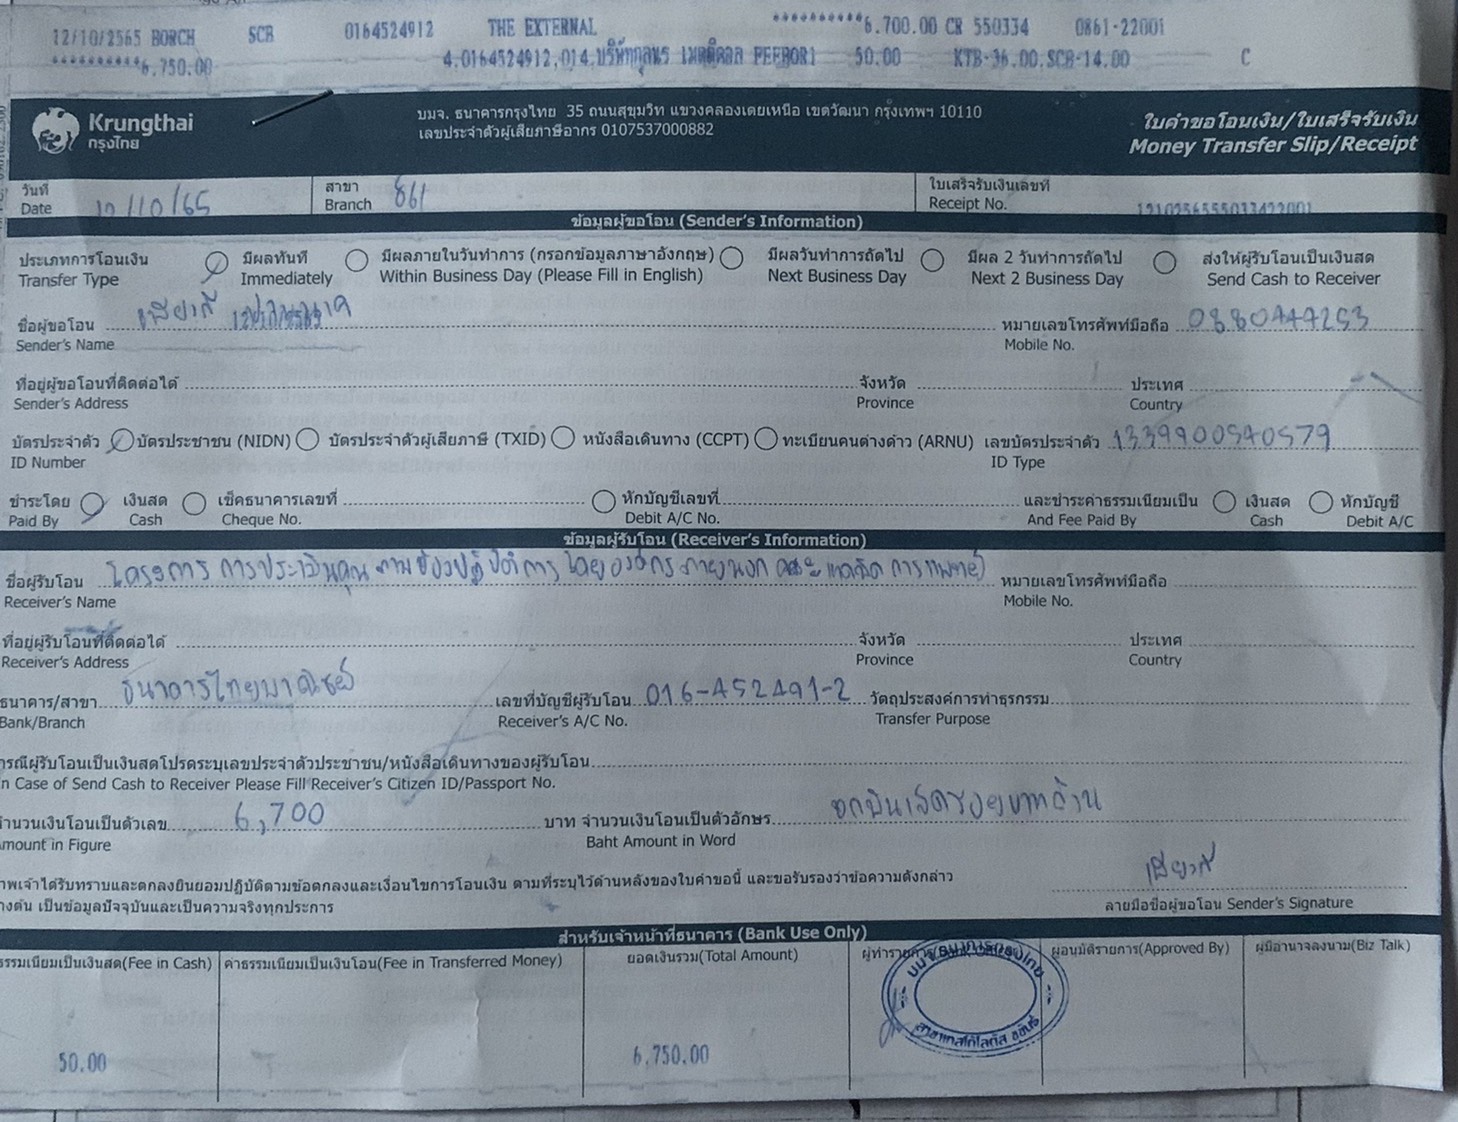 12/10/2565 BORCH SCB 0164524912 THE EXTERNAL **********6,700.00 CR 550334 0861-22001
**********6,750.00 4.0164524912,014 50.00 KTB-36.00,SCB-14.00 C
Krungthai
กรุงไทย
บมจ. ธนาคารกรุงไทย 35 ถนนสุขุมวิท แขวงคลองเตยเหนือ เขตวัฒนา กรุงเทพฯ 10110
เลขประจำตัวผู้เสียภาษีอากร 0107537000882
ใบคำขอโอนเงิน/ใบเสร็จรับเงิน
Money Transfer Slip/Receipt
วันที่ สาขา ใบเสร็จรับเงินเลขที่
Date 12/10/65 Branch 861 Receipt No.
ข้อมูลผู้ขอโอน (Sender's Information)
ประเภทการโอนเงิน มีผลทันที มีผลภายในวันทำการ (กรอกข้อมูลภาษาอังกฤษ) มีผลวันทำการถัดไป มีผล 2 วันทำการถัดไป ส่งให้ผู้รับโอนเป็นเงินสด
Transfer Type Immediately Within Business Day (Please Fill in English) Next Business Day Next 2 Business Day Send Cash to Receiver
ชื่อผู้ขอโอน หมายเลขโทรศัพท์มือถือ
Sender's Name Mobile No.
ที่อยู่ผู้ขอโอนที่ติดต่อได้ จังหวัด ประเทศ
Sender's Address Province Country
บัตรประจำตัว บัตรประชาชน (NIDN) บัตรประจำตัวผู้เสียภาษี (TXID) หนังสือเดินทาง (CCPT) ทะเบียนคนต่างด้าว (ARNU) เลขบัตรประจำตัว 1339900540579
ID Number ID Type
ชำระโดย เงินสด เช็คธนาคารเลขที่ หักบัญชีเลขที่ และชำระค่าธรรมเนียมเป็น เงินสด หักบัญชี
Paid By Cash Cheque No. Debit A/C No. And Fee Paid By Cash Debit A/C
ข้อมูลผู้รับโอน (Receiver's Information)
ชื่อผู้รับโอน โครงการ การประเมินคุณภาพห้องปฏิบัติการ โดยองค์กรภายนอก คณะเทคนิคการแพทย์ หมายเลขโทรศัพท์มือถือ
Receiver's Name Mobile No.
ที่อยู่ผู้รับโอนที่ติดต่อได้ จังหวัด ประเทศ
Receiver's Address Province Country
ธนาคาร/สาขา ธนาคารไทยพาณิชย์ เลขที่บัญชีผู้รับโอน 016-452491-2 วัตถุประสงค์การทำธุรกรรม
Bank/Branch Receiver's A/C No. Transfer Purpose
กรณีผู้รับโอนเป็นเงินสดโปรดระบุเลขประจำตัวประชาชน/หนังสือเดินทางของผู้รับโอน
In Case of Send Cash to Receiver Please Fill Receiver's Citizen ID/Passport No.
จำนวนเงินโอนเป็นตัวเลข 6,700 บาท จำนวนเงินโอนเป็นตัวอักษร หกพันเจ็ดร้อยบาทถ้วน
Amount in Figure Baht Amount in Word
ข้าพเจ้าได้รับทราบและตกลงยินยอมปฏิบัติตามข้อตกลงและเงื่อนไขการโอนเงิน ตามที่ระบุไว้ด้านหลังของใบคำขอนี้ และขอรับรองว่าข้อความดังกล่าว
ข้างต้น เป็นข้อมูลปัจจุบันและเป็นความจริงทุกประการ ลายมือชื่อผู้ขอโอน Sender's Signature
สำหรับเจ้าหน้าที่ธนาคาร (Bank Use Only)
ธรรมเนียมเป็นเงินสด(Fee in Cash) ค่าธรรมเนียมเป็นเงินโอน(Fee in Transferred Money) ยอดเงินรวม(Total Amount) ผู้อนุมัติรายการ(Approved By) ผู้มีอำนาจลงนาม(Biz Talk)
50.00 6,750.00